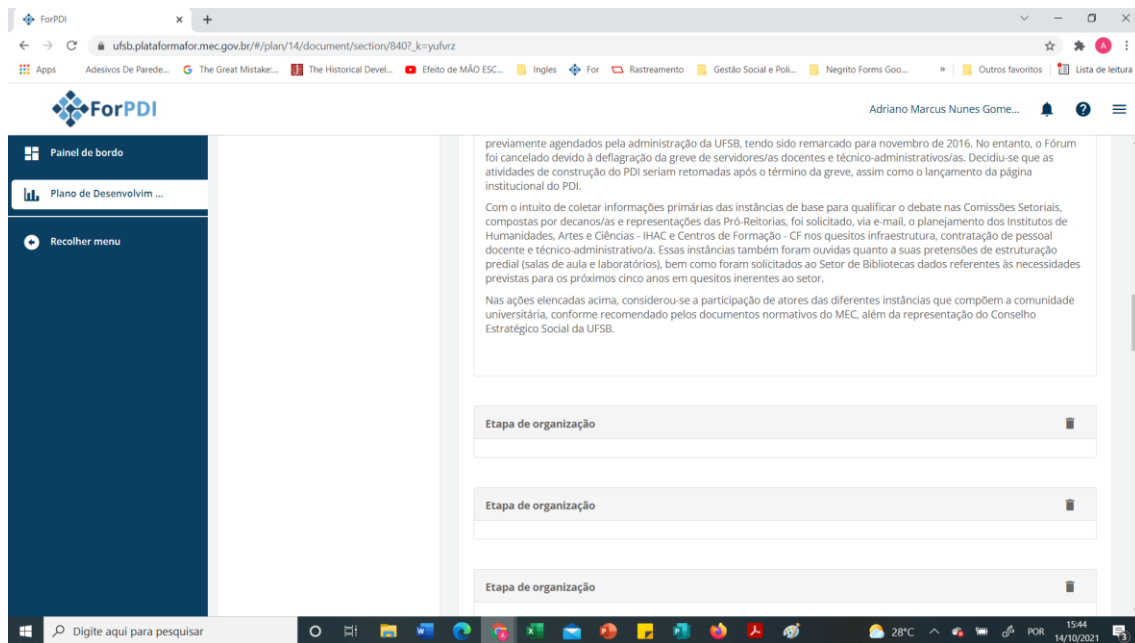 ForPDI
ufsb.plataformafor.mec.gov.br/#/plan/14/document/section/840?_k=yufvrz
A
Apps Adesivos De Parede... The Great Mistake:... The Historical Devel... Efeito de MÃO ESC... Ingles For Rastreamento Gestão Social e Poli... Negrito Forms Goo... » Outros favoritos Lista de leitura
ForPDI
Adriano Marcus Nunes Gome...
Painel de bordo
Plano de Desenvolvim ...
Recolher menu
previamente agendados pela administração da UFSB, tendo sido remarcado para novembro de 2016. No entanto, o Fórum
foi cancelado devido à deflagração da greve de servidores/as docentes e técnico-administrativos/as. Decidiu-se que as
atividades de construção do PDI seriam retomadas após o término da greve, assim como o lançamento da página
institucional do PDI.
Com o intuito de coletar informações primárias das instâncias de base para qualificar o debate nas Comissões Setoriais,
compostas por decanos/as e representações das Pró-Reitorias, foi solicitado, via e-mail, o planejamento dos Institutos de
Humanidades, Artes e Ciências - IHAC e Centros de Formação - CF nos quesitos infraestrutura, contratação de pessoal
docente e técnico-administrativo/a. Essas instâncias também foram ouvidas quanto a suas pretensões de estruturação
predial (salas de aula e laboratórios), bem como foram solicitados ao Setor de Bibliotecas dados referentes às necessidades
previstas para os próximos cinco anos em quesitos inerentes ao setor.
Nas ações elencadas acima, considerou-se a participação de atores das diferentes instâncias que compõem a comunidade
universitária, conforme recomendado pelos documentos normativos do MEC, além da representação do Conselho
Estratégico Social da UFSB.
Etapa de organização
Etapa de organização
Etapa de organização
Digite aqui para pesquisar
28°C
POR
15:44
14/10/2021